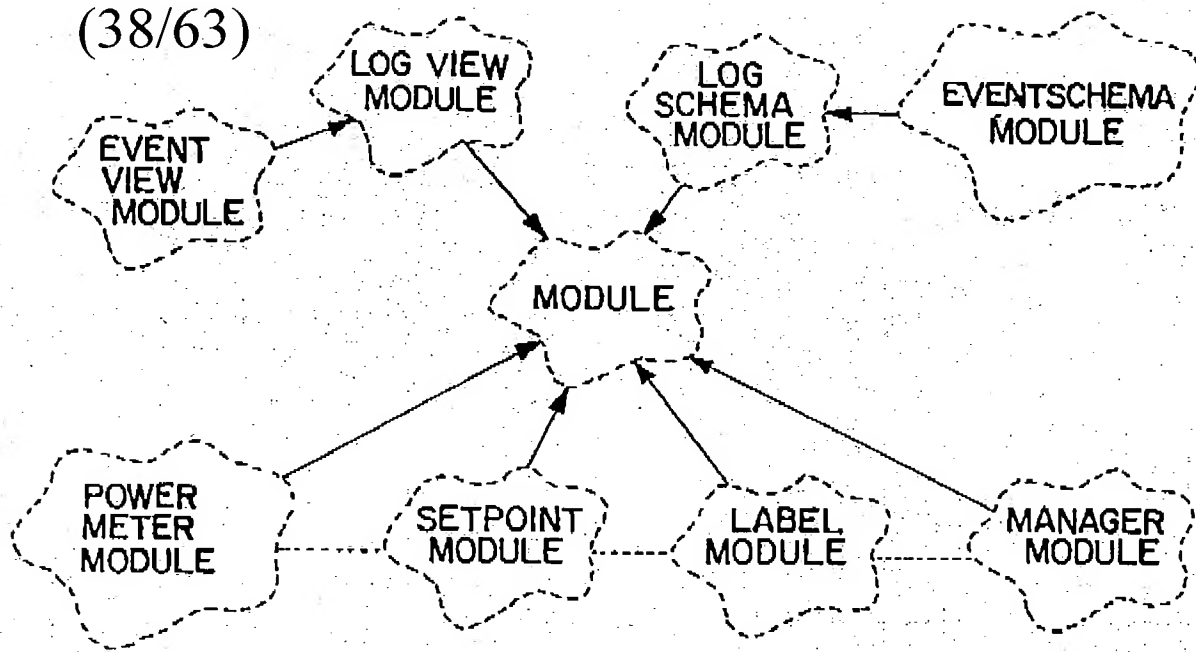 (38/63)
LOG VIEW
MODULE
LOG
SCHEMA
MODULE
EVENTSCHEMA
MODULE
EVENT
VIEW
MODULE
MODULE
POWER
METER
MODULE
SETPOINT
MODULE
LABEL
MODULE
MANAGER
MODULE